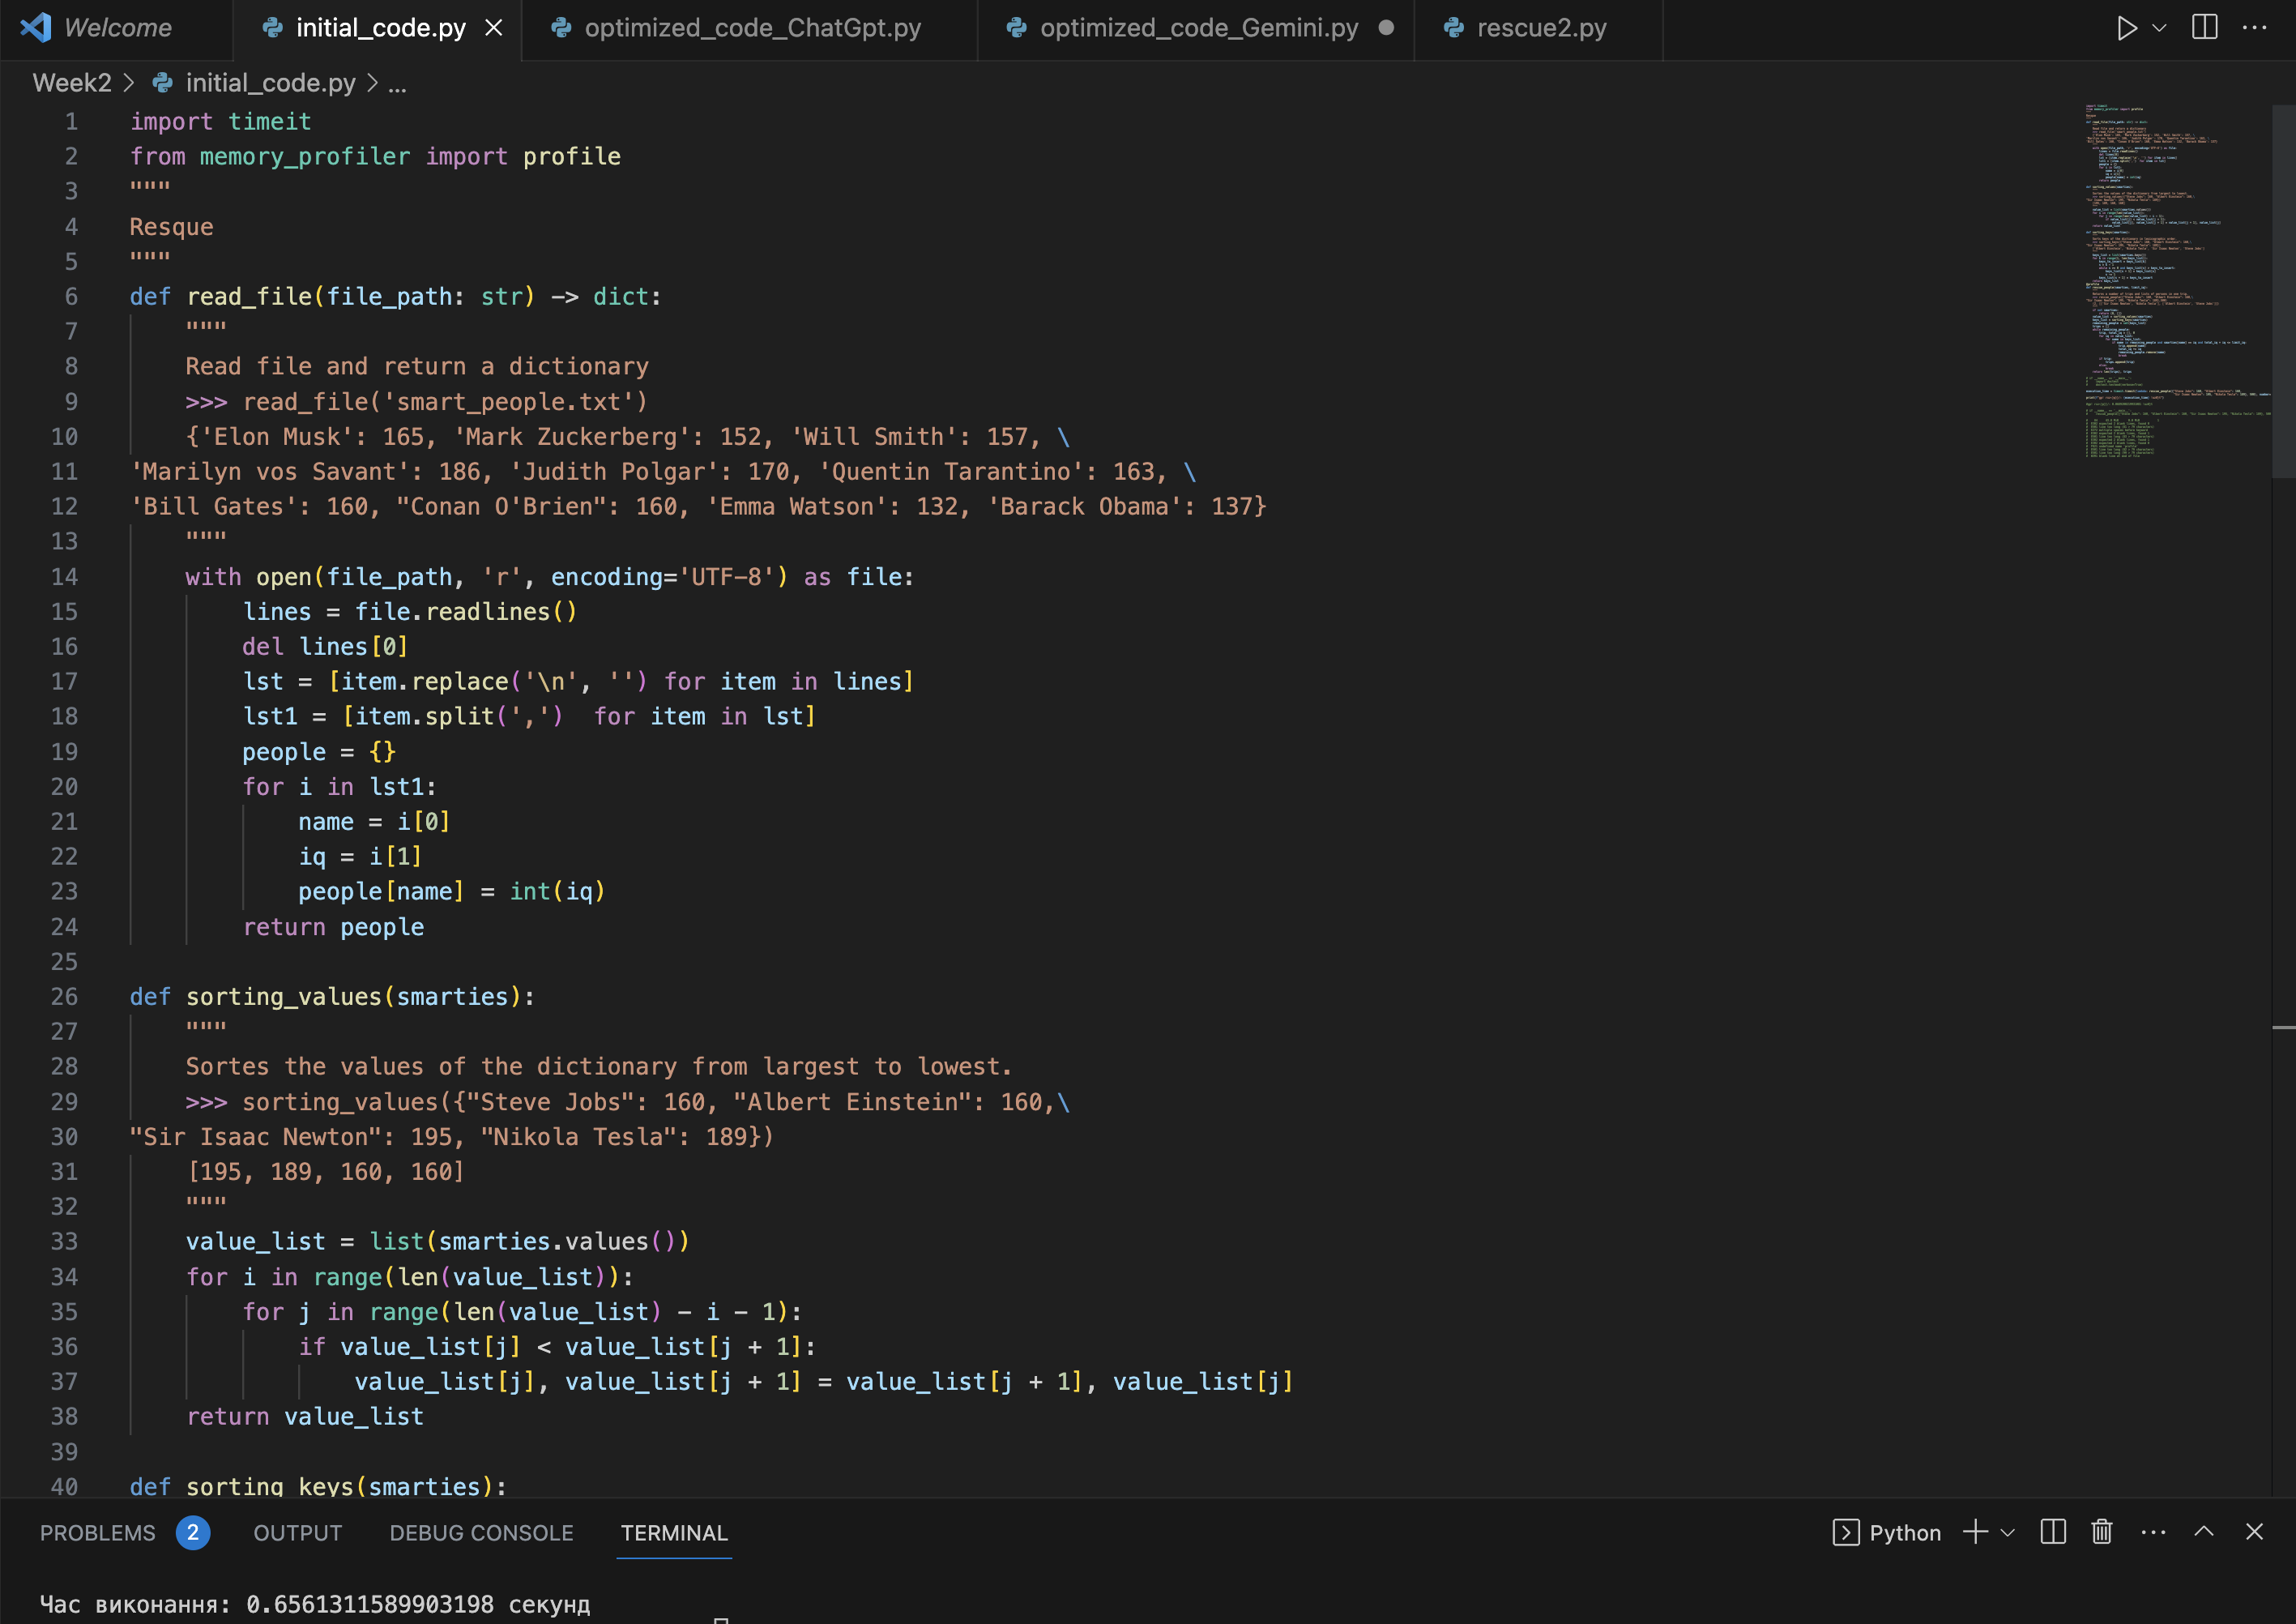 Welcome initial_code.py optimized_code_ChatGpt.py optimized_code_Gemini.py rescue2.py
Week2 > initial_code.py > ...
1 import timeit
2 from memory_profiler import profile
3 """
4 Resque
5 """
6 def read_file(file_path: str) -> dict:
7     """
8     Read file and return a dictionary
9     >>> read_file('smart_people.txt')
10     {'Elon Musk': 165, 'Mark Zuckerberg': 152, 'Will Smith': 157, \
11 'Marilyn vos Savant': 186, 'Judith Polgar': 170, 'Quentin Tarantino': 163, \
12 'Bill Gates': 160, "Conan O'Brien": 160, 'Emma Watson': 132, 'Barack Obama': 137}
13     """
14     with open(file_path, 'r', encoding='UTF-8') as file:
15         lines = file.readlines()
16         del lines[0]
17         lst = [item.replace('\n', '') for item in lines]
18         lst1 = [item.split(',')  for item in lst]
19         people = {}
20         for i in lst1:
21             name = i[0]
22             iq = i[1]
23             people[name] = int(iq)
24         return people
25
26 def sorting_values(smarties):
27     """
28     Sortes the values of the dictionary from largest to lowest.
29     >>> sorting_values({"Steve Jobs": 160, "Albert Einstein": 160,\
30 "Sir Isaac Newton": 195, "Nikola Tesla": 189})
31     [195, 189, 160, 160]
32     """
33     value_list = list(smarties.values())
34     for i in range(len(value_list)):
35         for j in range(len(value_list) - i - 1):
36             if value_list[j] < value_list[j + 1]:
37                 value_list[j], value_list[j + 1] = value_list[j + 1], value_list[j]
38     return value_list
39
40 def sorting_keys(smarties):
PROBLEMS 2 OUTPUT DEBUG CONSOLE TERMINAL Python
Час виконання: 0.6561311589903198 секунд